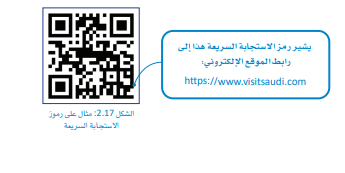 يشير رمز الاستجابة السريعة هذا إلى
رابط الموقع الإلكتروني:
https://www.visitsaudi.com
الشكل 2.17: مثال على رموز
الاستجابة السريعة